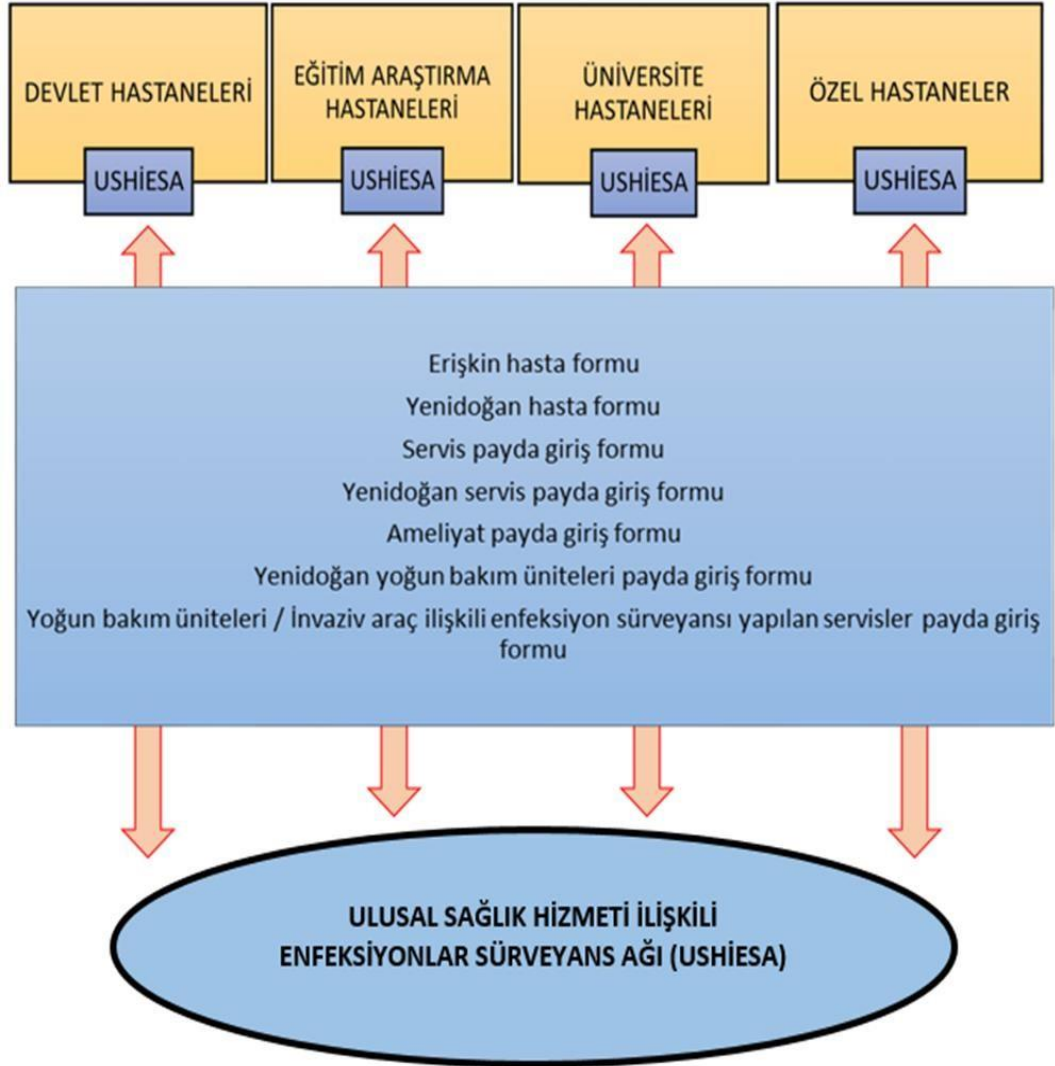 DEVLET HASTANELERİ
EĞİTİM ARAŞTIRMA
HASTANELERİ
ÜNİVERSİTE
HASTANELERİ
ÖZEL HASTANELER
USHİESA
USHİESA
USHİESA
USHİESA
Erişkin hasta formu
Yenidoğan hasta formu
Servis payda giriş formu
Yenidoğan servis payda giriş formu
Ameliyat payda giriş formu
Yenidoğan yoğun bakım üniteleri payda giriş formu
Yoğun bakım üniteleri / İnvaziv araç ilişkili enfeksiyon sürveyansı yapılan servisler payda giriş
formu
ULUSAL SAĞLIK HİZMETİ İLİŞKİLİ
ENFEKSİYONLAR SÜRVEYANS AĞI (USHİESA)